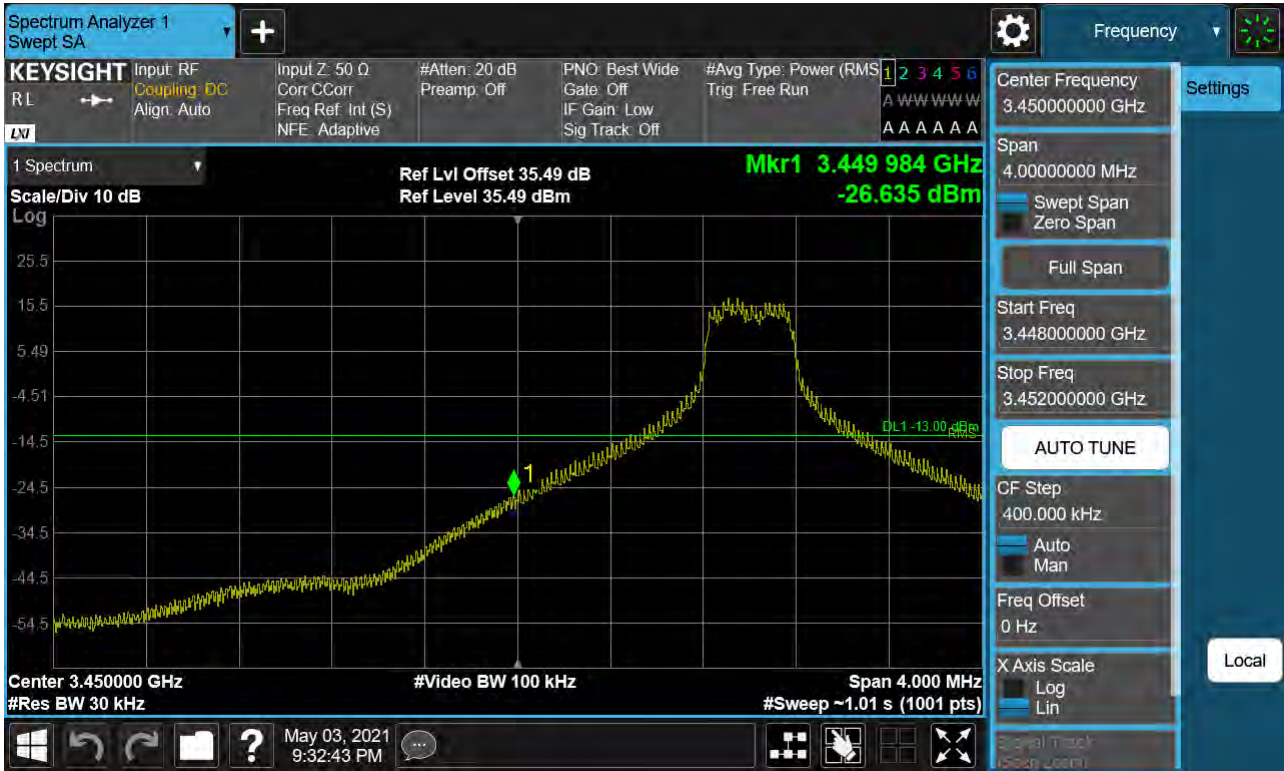 Spectrum Analyzer 1
Swept SA
+
Frequency
KEYSIGHT
R L
LXI
Input: RF
Coupling: DC
Align: Auto
Input Z: 50 Ω
Corr CCorr
Freq Ref: Int (S)
NFE: Adaptive
#Atten: 20 dB
Preamp: Off
PNO: Best Wide
Gate: Off
IF Gain: Low
Sig Track: Off
#Avg Type: Power (RMS
Trig: Free Run
1 2 3 4 5 6
A W W W W W
A A A A A A
1 Spectrum
Scale/Div 10 dB
Log
Ref Lvl Offset 35.49 dB
Ref Level 35.49 dBm
Mkr1 3.449 984 GHz
-26.635 dBm
25.5
15.5
5.49
-4.51
-14.5
-24.5
-34.5
-44.5
-54.5
1
DL1 -13.00 dBm
RMS
Center 3.450000 GHz
#Res BW 30 kHz
#Video BW 100 kHz
Span 4.000 MHz
#Sweep ~1.01 s (1001 pts)
Center Frequency
3.450000000 GHz
Span
4.00000000 MHz
Swept Span
Zero Span
Full Span
Start Freq
3.448000000 GHz
Stop Freq
3.452000000 GHz
AUTO TUNE
CF Step
400.000 kHz
Auto
Man
Freq Offset
0 Hz
X Axis Scale
Log
Lin
Signal Track
(Span Zoom)
Settings
Local
?
May 03, 2021
9:32:43 PM